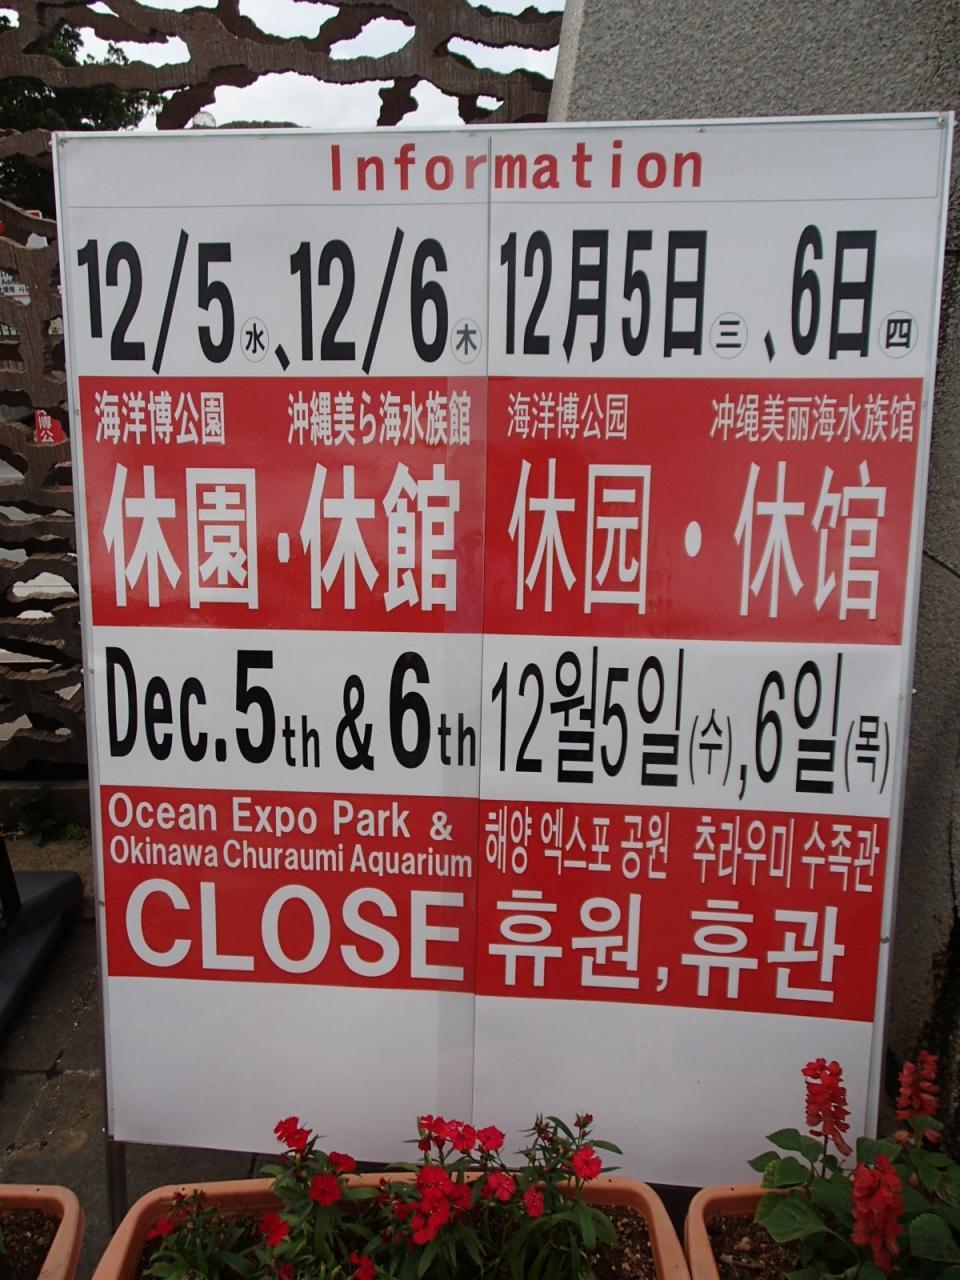 Information
12/5㊌、12/6㊍
海洋博公園 沖縄美ら海水族館
休園・休館
12月5日㊂、6日㊃
海洋博公园 冲绳美丽海水族馆
休园・休馆
Dec.5th & 6th
Ocean Expo Park &
Okinawa Churaumi Aquarium
CLOSE
12월5일(수),6일(목)
해양 엑스포 공원 추라우미 수족관
휴원,휴관
博公